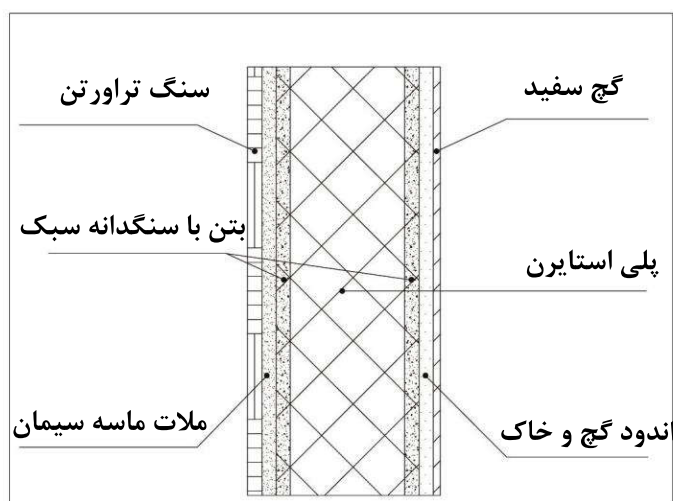 گچ سفید
سنگ تراورتن
بتن با سنگدانه سبک
پلی استایرن
ملات ماسه سیمان
اندود گچ و خاک